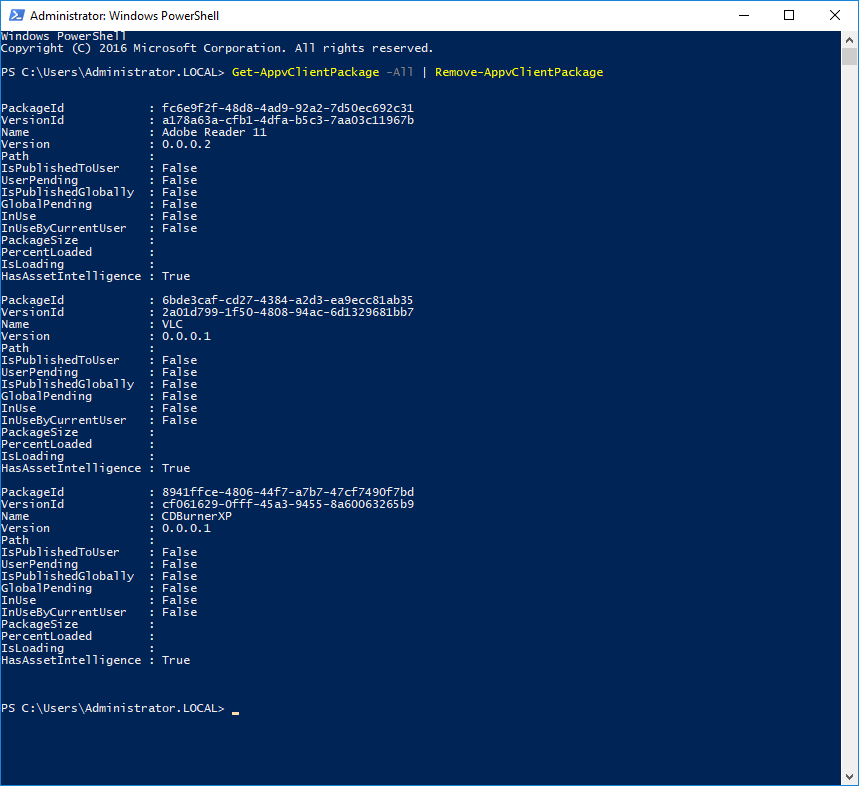 Administrator: Windows PowerShell
Windows PowerShell
Copyright (C) 2016 Microsoft Corporation. All rights reserved.
PS C:\Users\Administrator.LOCAL> Get-AppvClientPackage -All | Remove-AppvClientPackage
PackageId            : fc6e9f2f-48d8-4ad9-92a2-7d50ec692c31
VersionId            : a178a63a-cfb1-4dfa-b5c3-7aa03c11967b
Name                 : Adobe Reader 11
Version              : 0.0.0.2
Path                 :
IsPublishedToUser    : False
UserPending          : False
IsPublishedGlobally  : False
GlobalPending        : False
InUse                : False
InUseByCurrentUser   : False
PackageSize          :
PercentLoaded        :
IsLoading            :
HasAssetIntelligence : True
PackageId            : 6bde3caf-cd27-4384-a2d3-ea9ecc81ab35
VersionId            : 2a01d799-1f50-4808-94ac-6d1329681bb7
Name                 : VLC
Version              : 0.0.0.1
Path                 :
IsPublishedToUser    : False
UserPending          : False
IsPublishedGlobally  : False
GlobalPending        : False
InUse                : False
InUseByCurrentUser   : False
PackageSize          :
PercentLoaded        :
IsLoading            :
HasAssetIntelligence : True
PackageId            : 8941ffce-4806-44f7-a7b7-47cf7490f7bd
VersionId            : cf061629-0fff-45a3-9455-8a60063265b9
Name                 : CDBurnerXP
Version              : 0.0.0.1
Path                 :
IsPublishedToUser    : False
UserPending          : False
IsPublishedGlobally  : False
GlobalPending        : False
InUse                : False
InUseByCurrentUser   : False
PackageSize          :
PercentLoaded        :
IsLoading            :
HasAssetIntelligence : True
PS C:\Users\Administrator.LOCAL> _